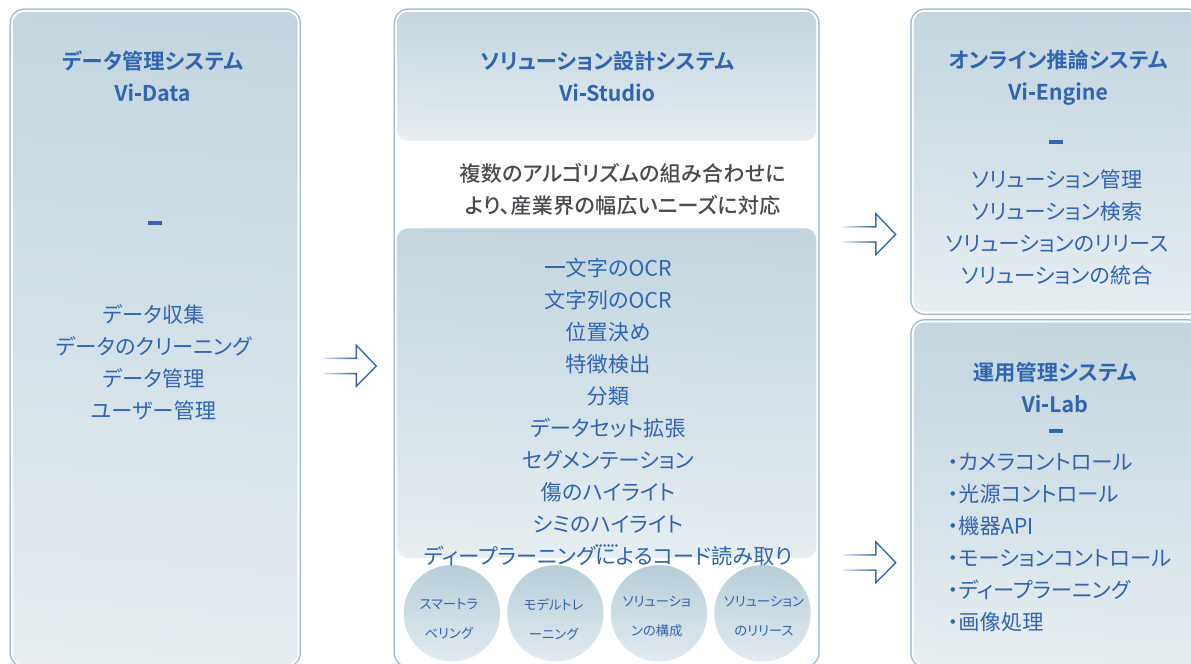 データ管理システム
Vi-Data
データ収集
データのクリーニング
データ管理
ユーザー管理
ソリューション設計システム
Vi-Studio
複数のアルゴリズムの組み合わせに
より、産業界の幅広いニーズに対応
一文字のOCR
文字列のOCR
位置決め
特徴検出
分類
データセット拡張
セグメンテーション
傷のハイライト
シミのハイライト
ディープラーニングによるコード読み取り
......
スマートラ
ベリング
モデルトレ
ーニング
ソリューショ
ンの構成
ソリューション
のリリース
オンライン推論システム
Vi-Engine
ソリューション管理
ソリューション検索
ソリューションのリリース
ソリューションの統合
運用管理システム
Vi-Lab
・カメラコントロール
・光源コントロール
・機器API
・モーションコントロール
・ディープラーニング
・画像処理